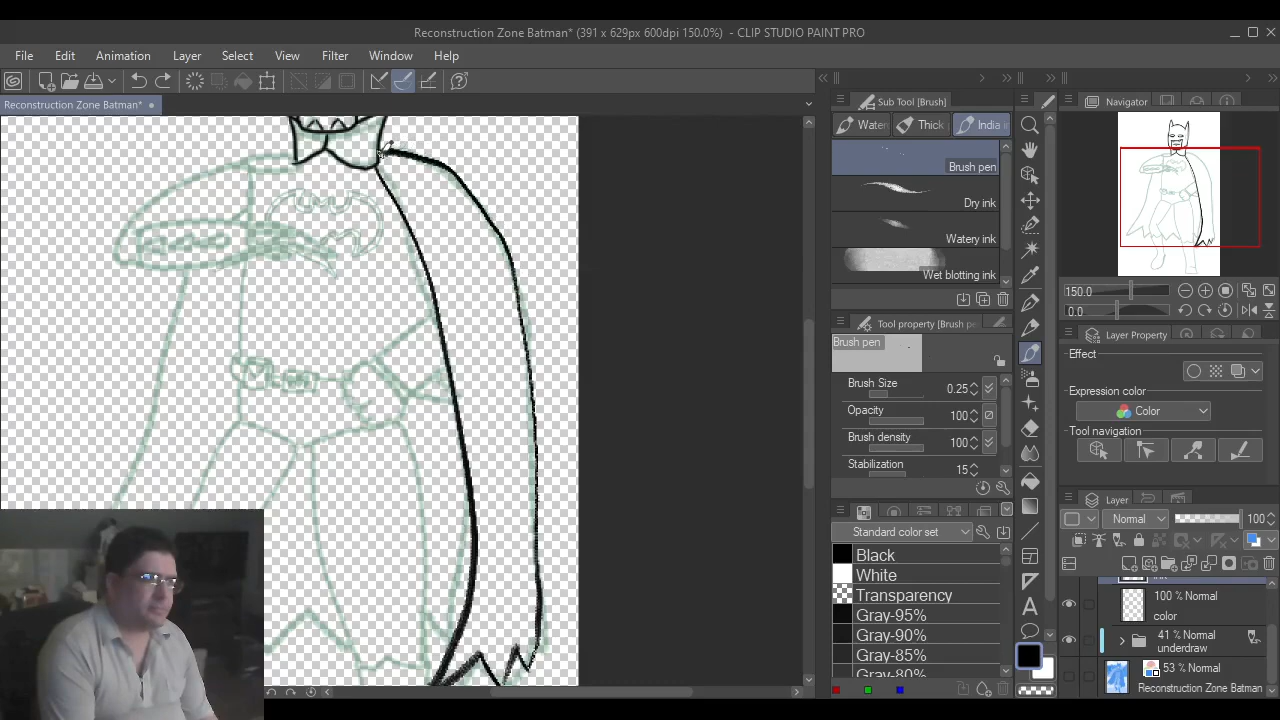 Reconstruction Zone Batman* (391 x 629px 600dpi 150.0%) - CLIP STUDIO PAINT PRO
File Edit Animation Layer Select View Filter Window Help
Reconstruction Zone Batman*
Sub Tool [Brush]
Thick
Brush pen
Dry ink
Watery ink
Wet blotting ink
Tool property [Brush pe
Brush pen
Brush Size 0.25
Opacity 100
Brush density 100
Stabilization 15
Standard color set
Black
White
Transparency
Gray-95%
Gray-90%
Gray-85%
Gray-80%
Navigator
150.0
0.0
Layer Property
Effect
Expression color
Color
Tool navigation
Layer
Normal 100
100 % Normal
color
41 % Normal
underdraw
53 % Normal
Reconstruction Zone Batman